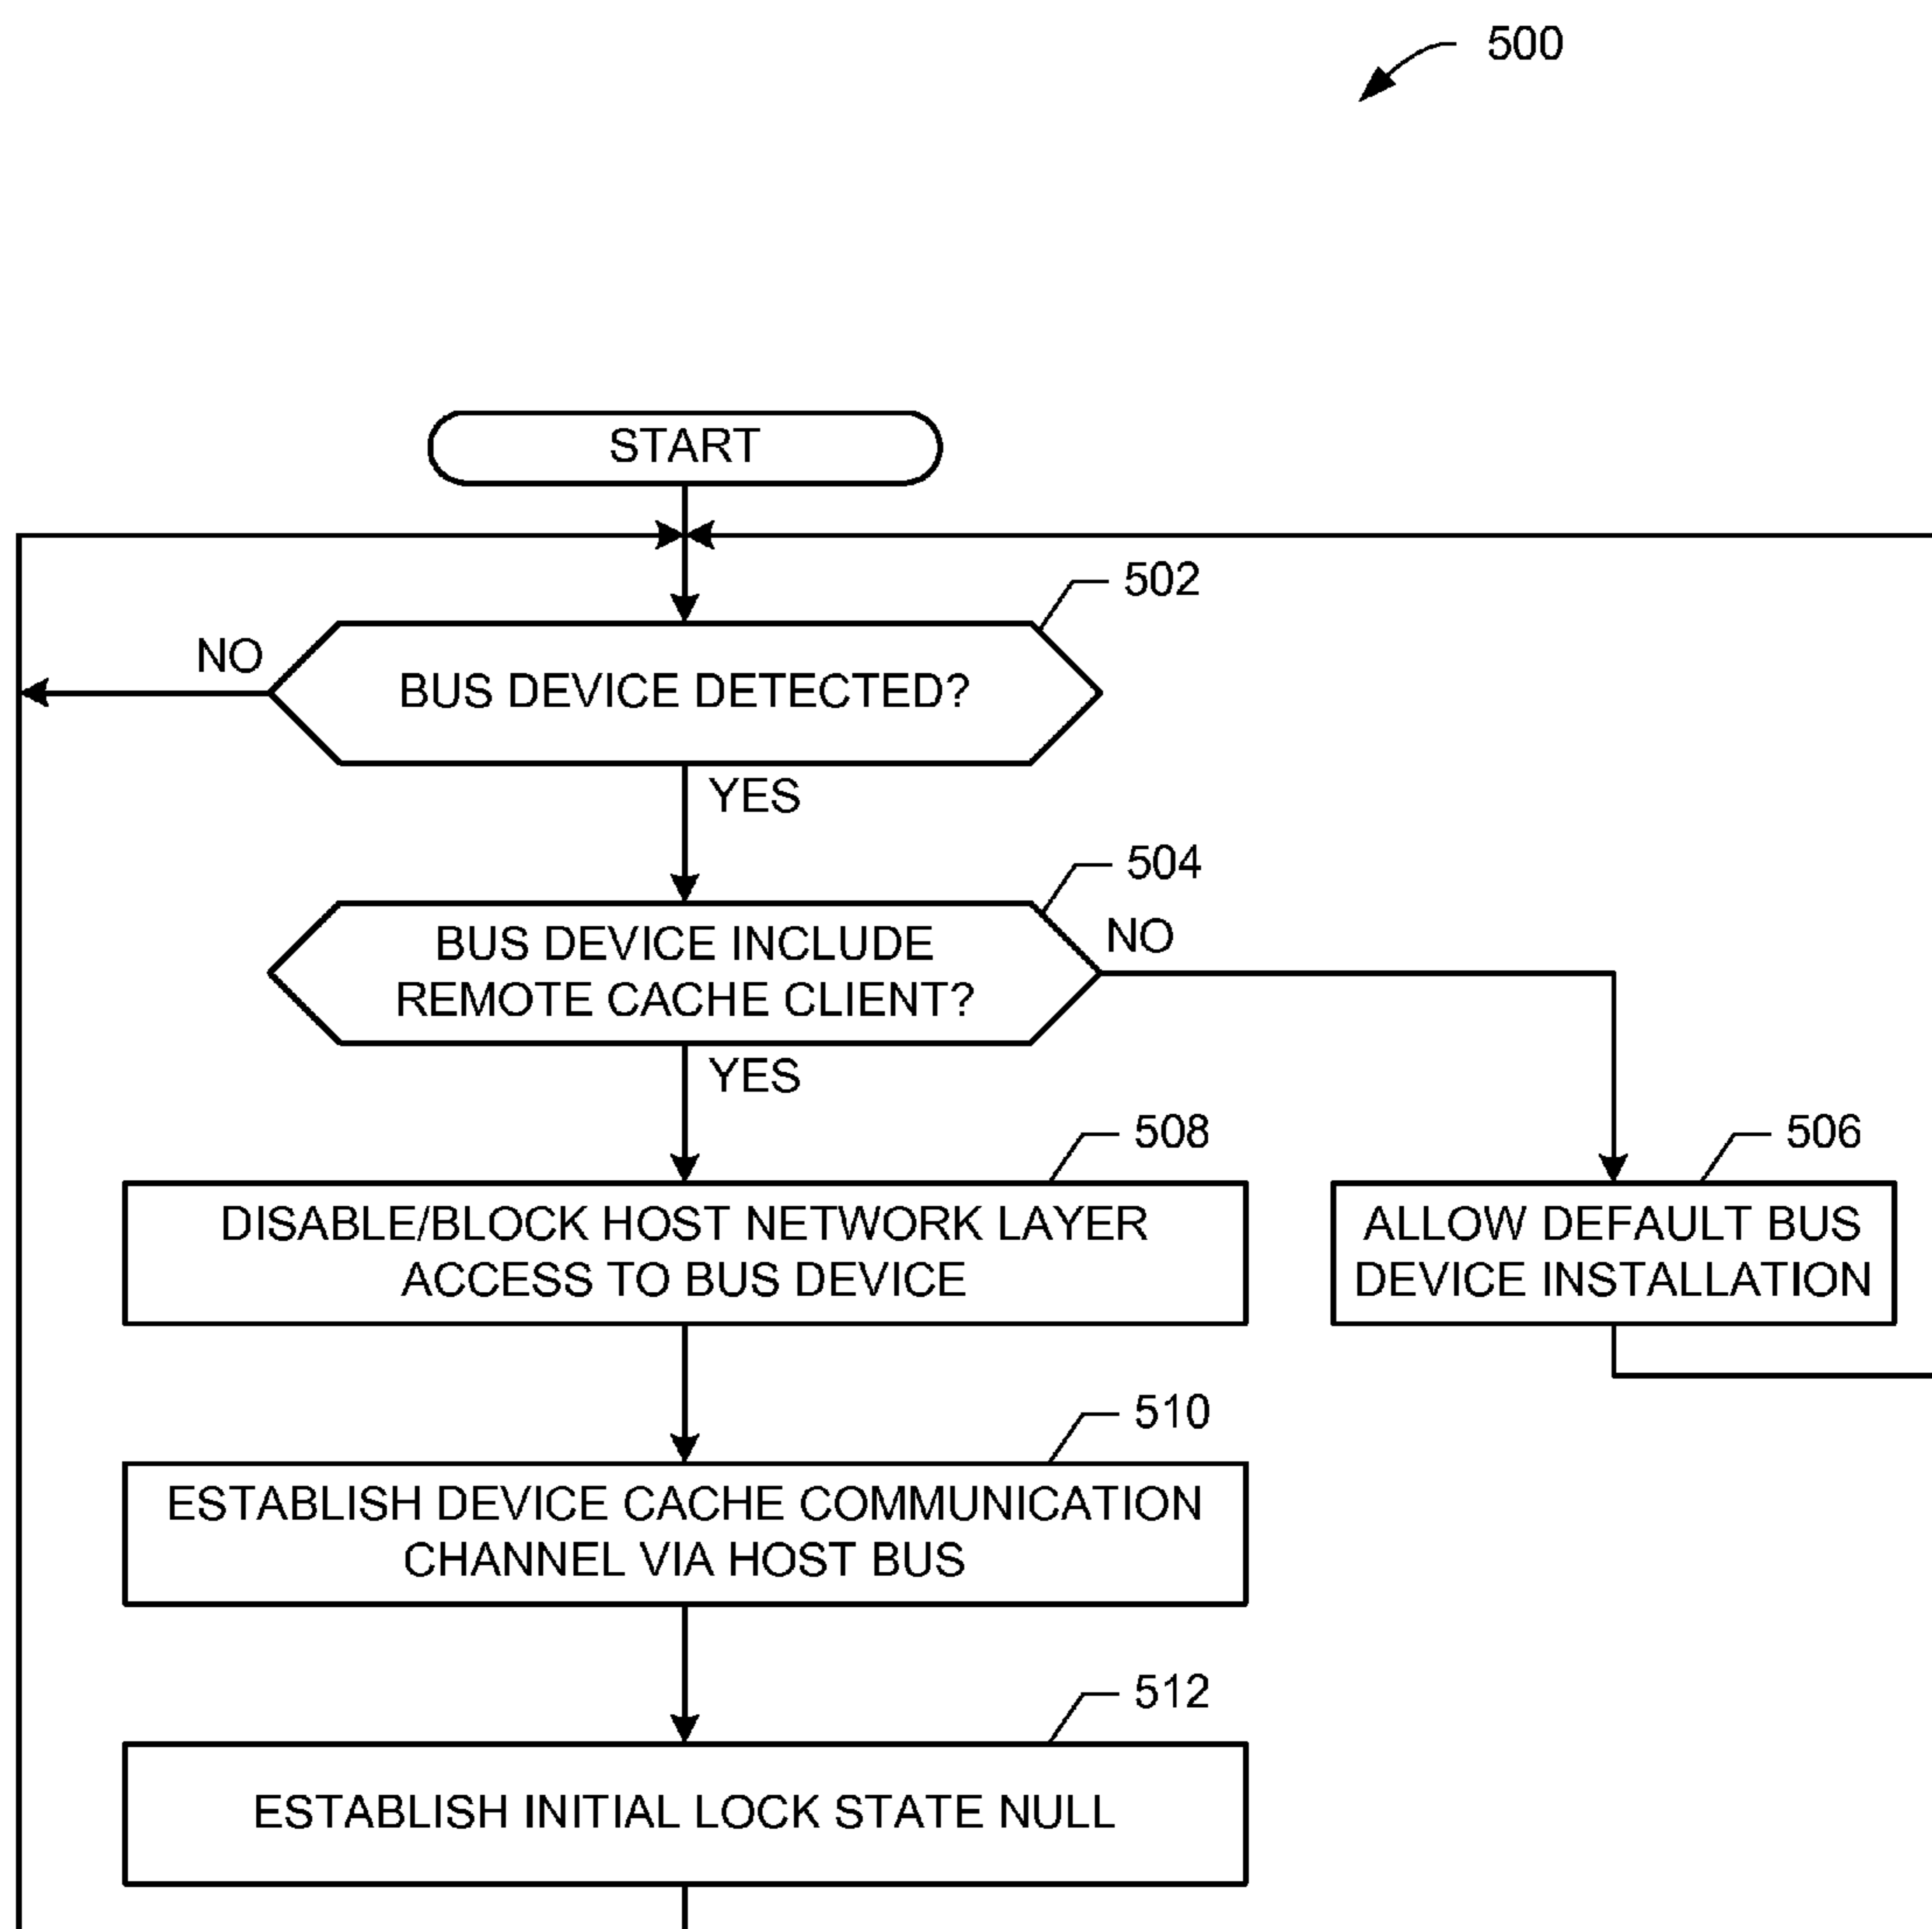 500
START
502
NO
BUS DEVICE DETECTED?
YES
504
BUS DEVICE INCLUDE
REMOTE CACHE CLIENT?
NO
YES
508
DISABLE/BLOCK HOST NETWORK LAYER
ACCESS TO BUS DEVICE
506
ALLOW DEFAULT BUS
DEVICE INSTALLATION
510
ESTABLISH DEVICE CACHE COMMUNICATION
CHANNEL VIA HOST BUS
512
ESTABLISH INITIAL LOCK STATE NULL